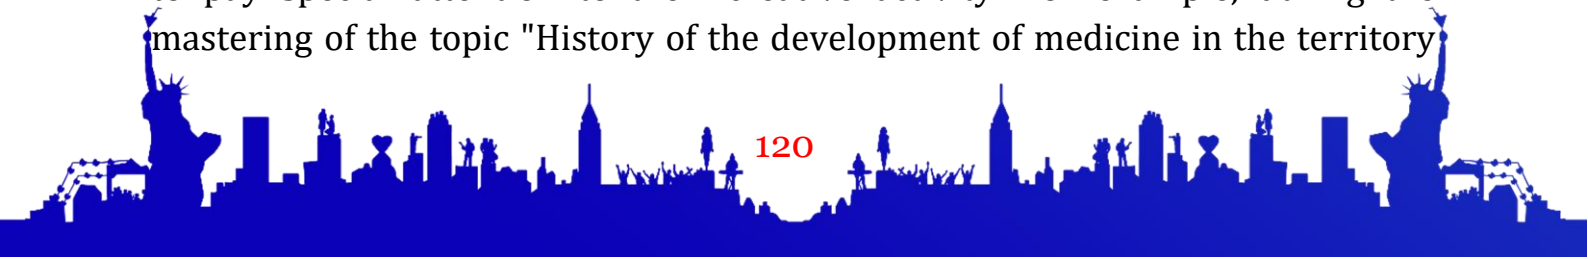 mastering of the topic "History of the development of medicine in the territory
120